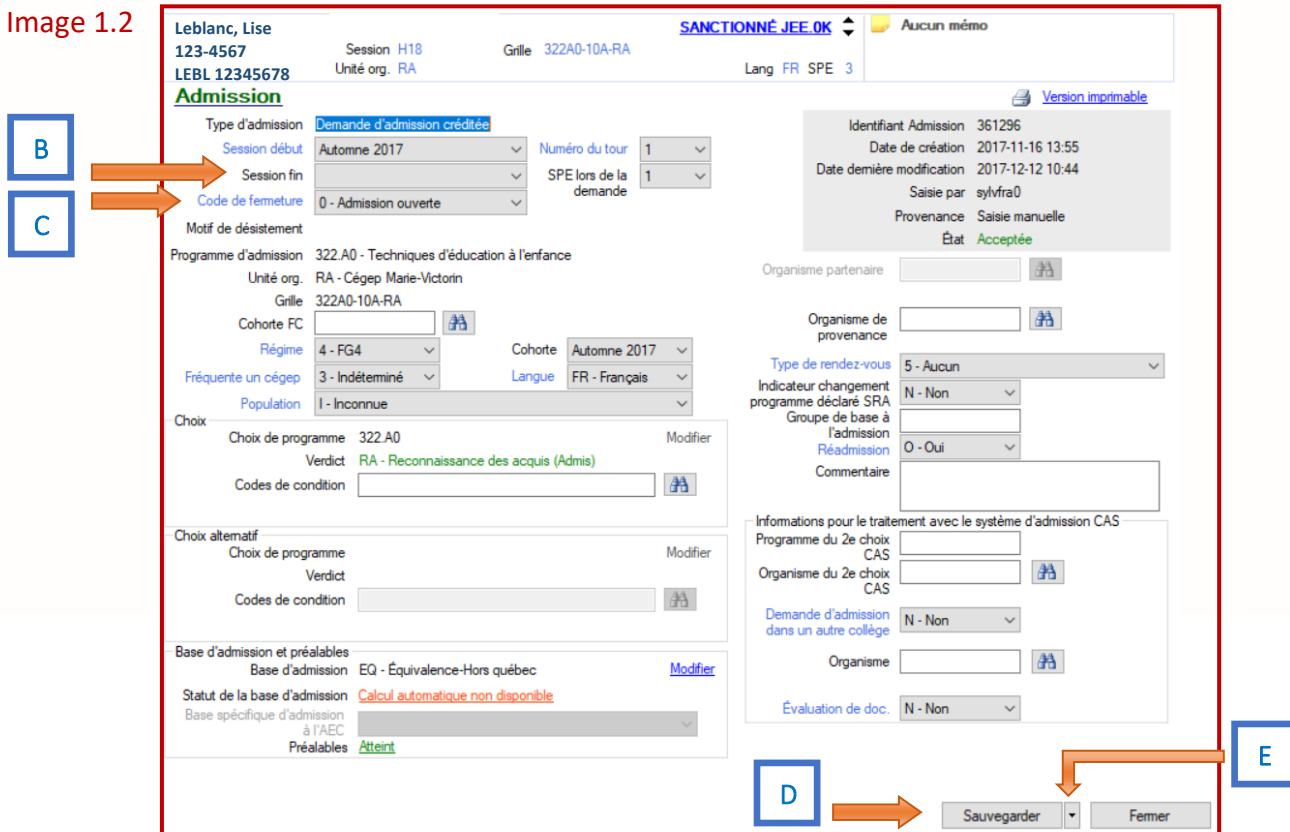 Image 1.2
Leblanc, Lise
123-4567
LEBL 12345678
Session H18
Unité org. RA
Grille 322A0-10A-RA
SANCTIONNÉ JEE.0K
Lang FR SPE 3
Aucun mémo
Admission
Version imprimable
B
C
Type d'admission Demande d'admission créditée
Session début Automne 2017 Numéro du tour 1
Session fin SPE lors de la demande 1
Code de fermeture 0 - Admission ouverte
Motif de désistement
Programme d'admission 322.A0 - Techniques d'éducation à l'enfance
Unité org. RA - Cégep Marie-Victorin
Grille 322A0-10A-RA
Cohorte FC
Régime 4 - FG4 Cohorte Automne 2017
Fréquente un cégep 3 - Indéterminé Langue FR - Français
Population I - Inconnue
Choix
Choix de programme 322.A0 Modifier
Verdict RA - Reconnaissance des acquis (Admis)
Codes de condition
Choix alternatif
Choix de programme Modifier
Verdict
Codes de condition
Base d'admission et préalables
Base d'admission EQ - Équivalence-Hors québec Modifier
Statut de la base d'admission Calcul automatique non disponible
Base spécifique d'admission
à l'AEC
Préalables Atteint
Identifiant Admission 361296
Date de création 2017-11-16 13:55
Date dernière modification 2017-12-12 10:44
Saisie par sylvfra0
Provenance Saisie manuelle
État Acceptée
Organisme partenaire
Organisme de
provenance
Type de rendez-vous 5 - Aucun
Indicateur changement
programme déclaré SRA N - Non
Groupe de base à
l'admission
Réadmission O - Oui
Commentaire
Informations pour le traitement avec le système d'admission CAS
Programme du 2e choix
CAS
Organisme du 2e choix
CAS
Demande d'admission
dans un autre collège N - Non
Organisme
Évaluation de doc. N - Non
D
E
Sauvegarder Fermer